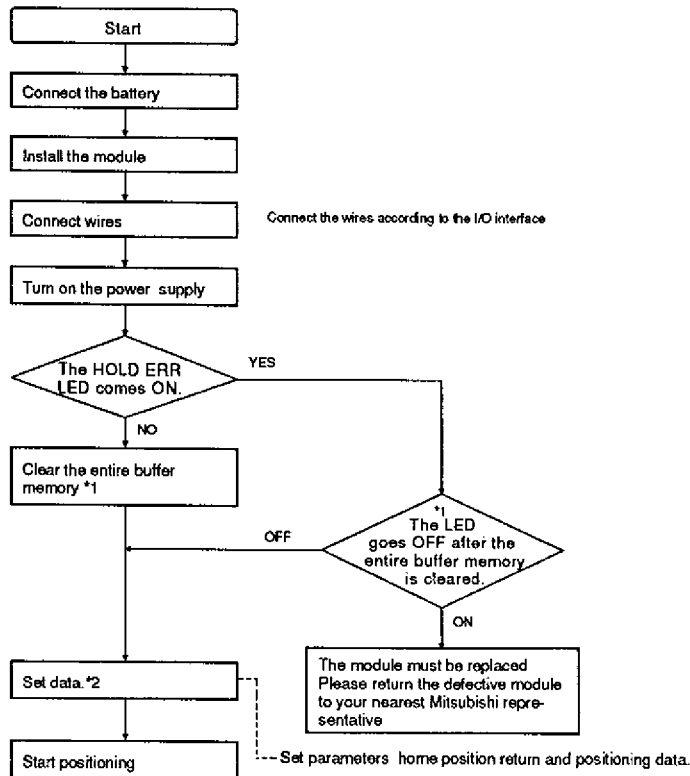 Start
Connect the battery
Install the module
Connect wires
Connect the wires according to the I/O interface
Turn on the power supply
The HOLD ERR
LED comes ON.
YES
NO
Clear the entire buffer
memory *1
*1
The LED
goes OFF after the
entire buffer memory
is cleared.
OFF
ON
The module must be replaced
Please return the defective module
to your nearest Mitsubishi repre-
sentative
Set data.*2
Set parameters home position return and positioning data.
Start positioning